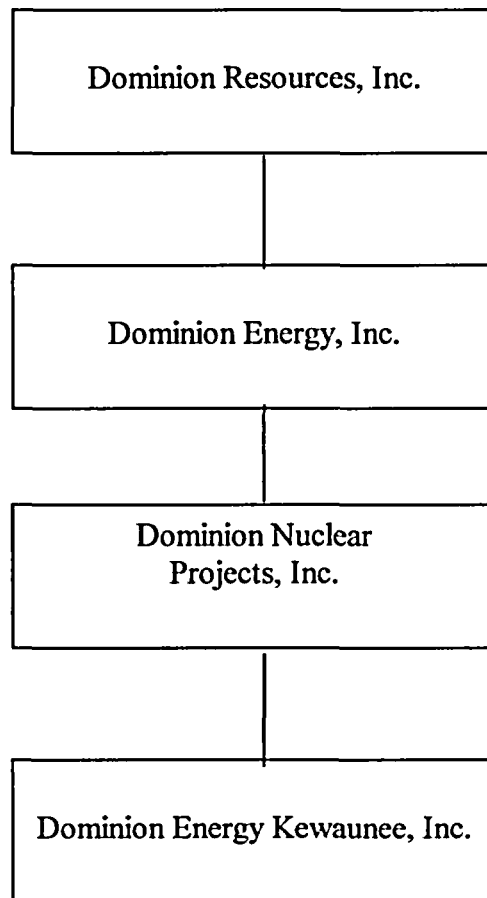 Dominion Resources, Inc.
Dominion Energy, Inc.
Dominion Nuclear
Projects, Inc.
Dominion Energy Kewaunee, Inc.